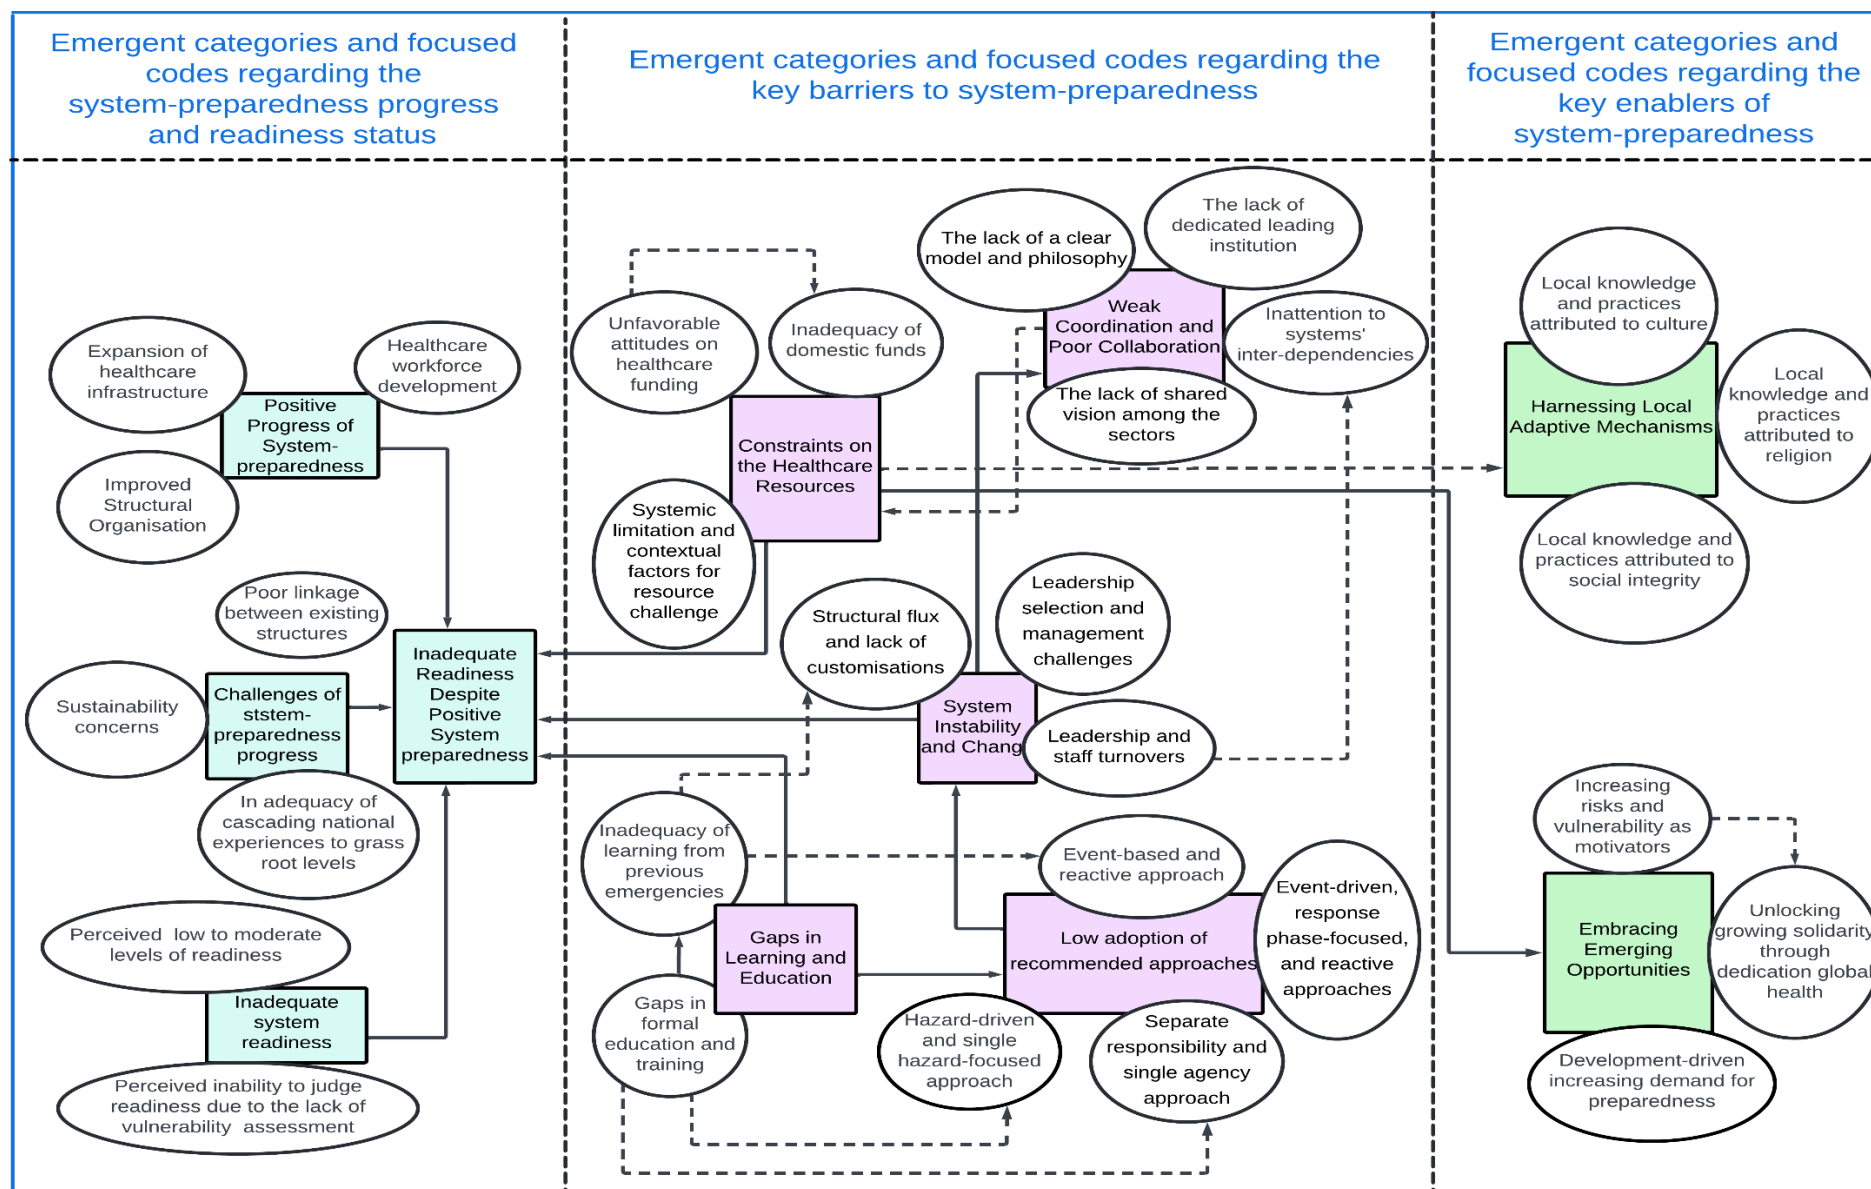 Emergent categories and focused
codes regarding the
system-preparedness progress
and readiness status
Emergent categories and focused codes regarding the
key barriers to system-preparedness
Emergent categories and
focused codes regarding the
key enablers of
system-preparedness
Expansion of
healthcare
infrastructure
Healthcare
workforce
development
Positive
Progress of
System-
preparedness
Improved
Structural
Organisation
Poor linkage
between existing
structures
Inadequate
Readiness
Despite
Positive
System
preparedness
Sustainability
concerns
Challenges of
ststem-
preparedness
progress
In adequacy of
cascading national
experiences to grass
root levels
Perceived low to moderate
levels of readiness
Inadequate
system
readiness
Perceived inability to judge
readiness due to the lack of
vulnerability assessment
Unfavorable
attitudes on
healthcare
funding
Inadequacy of
domestic funds
Constraints on
the Healthcare
Resources
Systemic
limitation and
contextual
factors for
resource
challenge
The lack of a clear
model and philosophy
The lack of
dedicated leading
institution
Weak
Coordination and
Poor Collaboration
Inattention to
systems'
inter-dependencies
The lack of shared
vision among the
sectors
Structural flux
and lack of
customisations
Leadership
selection and
management
challenges
System
Instability
and Chang
Leadership and
staff turnovers
Inadequacy of
learning from
previous
emergencies
Gaps in
Learning and
Education
Gaps in
formal
education and
training
Event-based and
reactive approach
Low adoption of
recommended approaches
Event-driven,
response
phase-focused,
and reactive
approaches
Hazard-driven
and single
hazard-focused
approach
Separate
responsibility and
single agency
approach
Local knowledge
and practices
attributed to culture
Harnessing Local
Adaptive Mechanisms
Local
knowledge and
practices
attributed to
religion
Local knowledge and
practices attributed to
social integrity
Increasing
risks and
vulnerability as
motivators
Embracing
Emerging
Opportunities
Unlocking
growing solidarity
through
dedication global
health
Development-driven
increasing demand for
preparedness